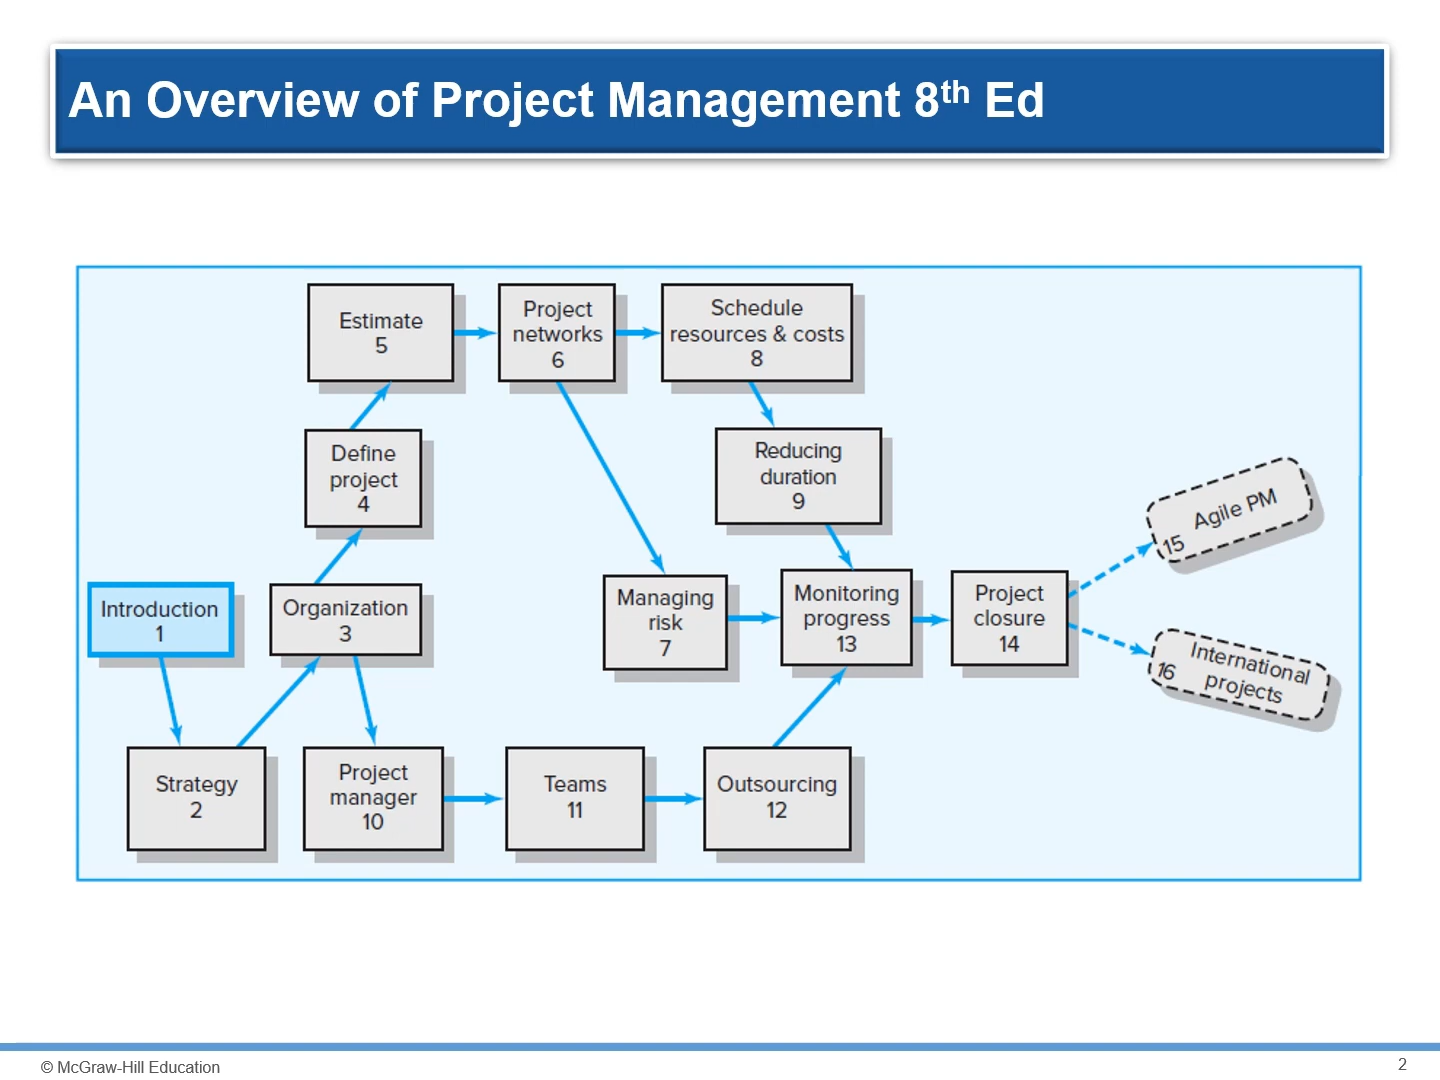 An Overview of Project Management 8th Ed
Estimate
5
Project
networks
6
Schedule
resources & costs
8
Define
project
4
Reducing
duration
9
Agile PM
15
Introduction
1
Organization
3
Managing
risk
7
Monitoring
progress
13
Project
closure
14
International
projects
16
Strategy
2
Project
manager
10
Teams
11
Outsourcing
12
© McGraw-Hill Education
2